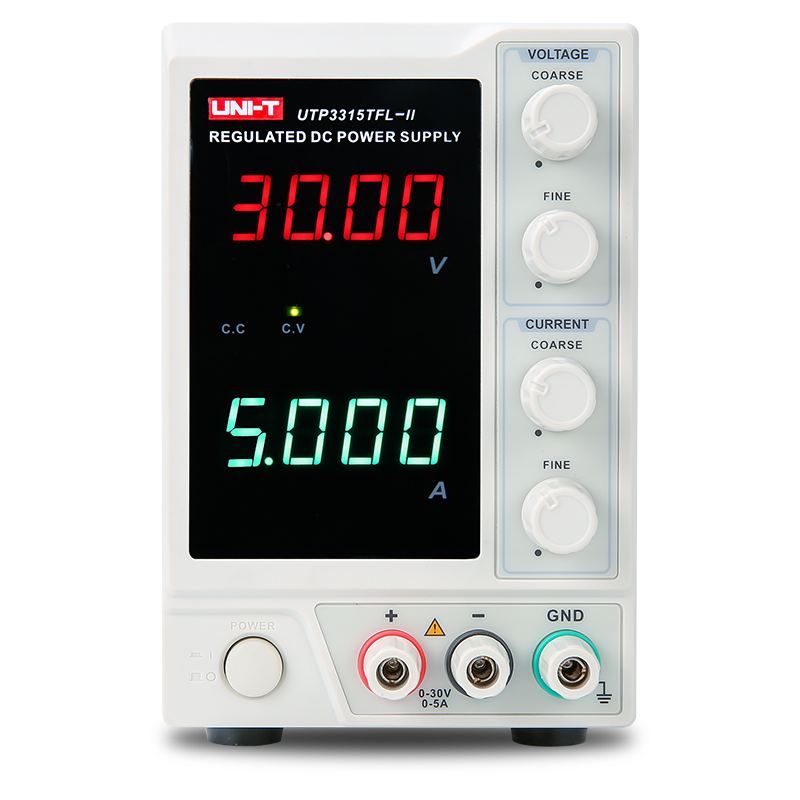 UNI-T UTP3315TFL-II
REGULATED DC POWER SUPPLY
30.00
V
C.C C.V
5.000
A
VOLTAGE
COARSE
FINE
CURRENT
COARSE
FINE
POWER
I
O
+ ! - GND
0-30V
0-5A